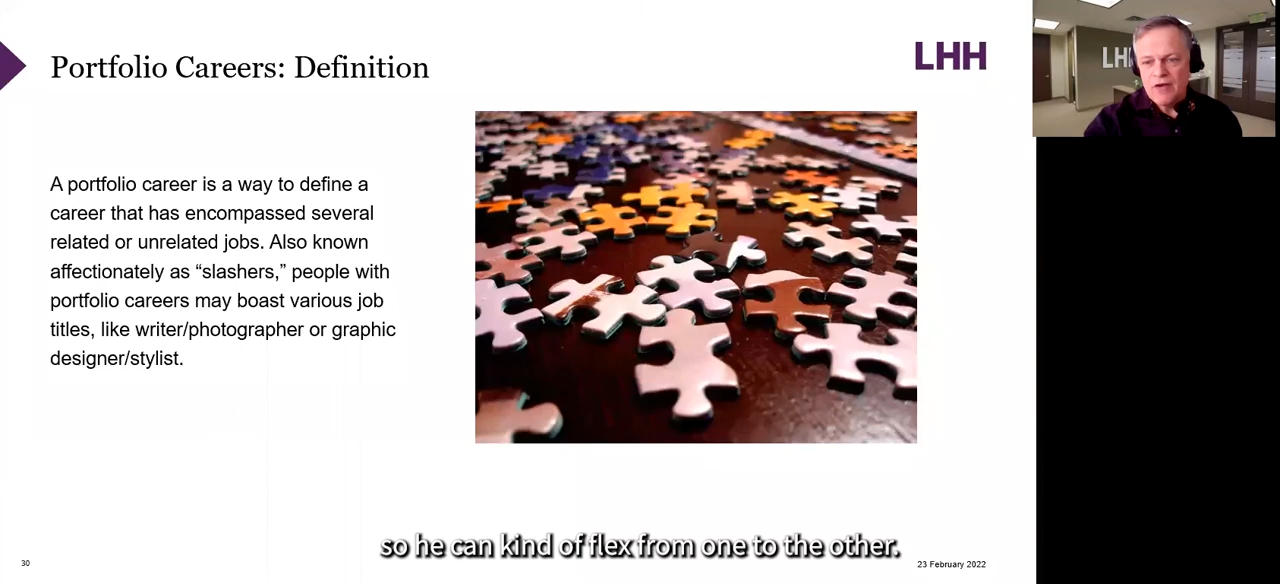 Portfolio Careers: Definition
LHH
LHH
A portfolio career is a way to define a
career that has encompassed several
related or unrelated jobs. Also known
affectionately as “slashers,” people with
portfolio careers may boast various job
titles, like writer/photographer or graphic
designer/stylist.
so he can kind of flex from one to the other.
30
23 February 2022